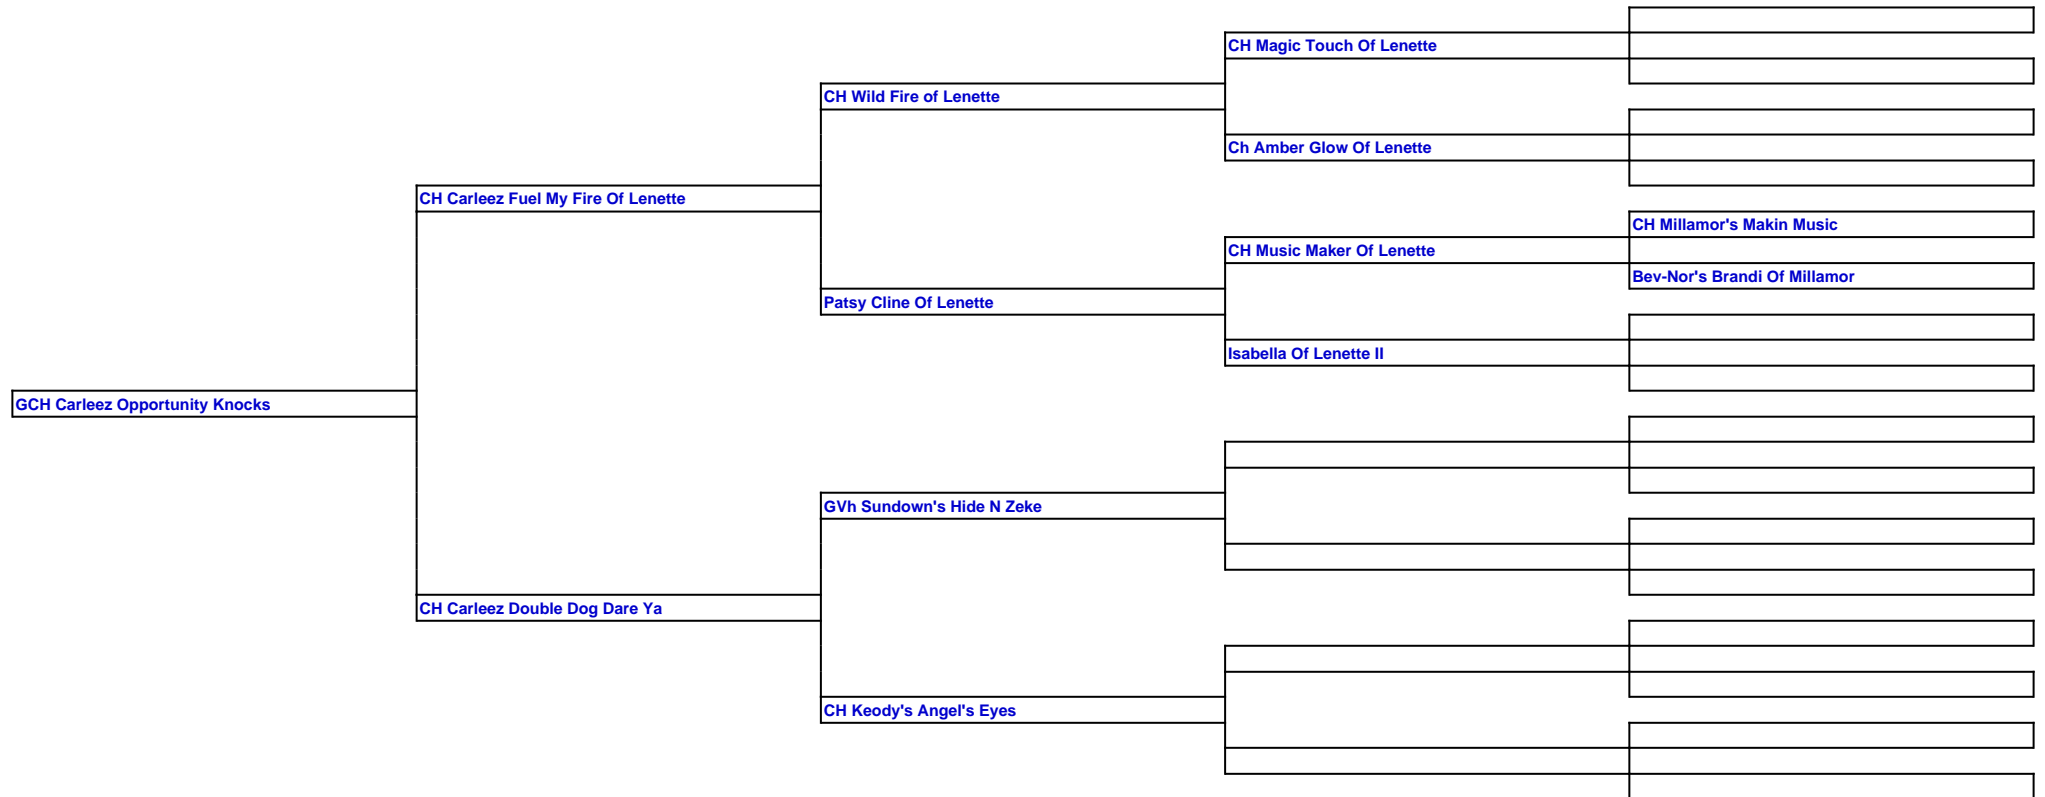 CH Magic Touch Of Lenette
CH Wild Fire of Lenette
Ch Amber Glow Of Lenette
CH Carleez Fuel My Fire Of Lenette
CH Millamor's Makin Music
CH Music Maker Of Lenette
Bev-Nor's Brandi Of Millamor
Patsy Cline Of Lenette
Isabella Of Lenette II
GCH Carleez Opportunity Knocks
GVh Sundown's Hide N Zeke
CH Carleez Double Dog Dare Ya
CH Keody's Angel's Eyes